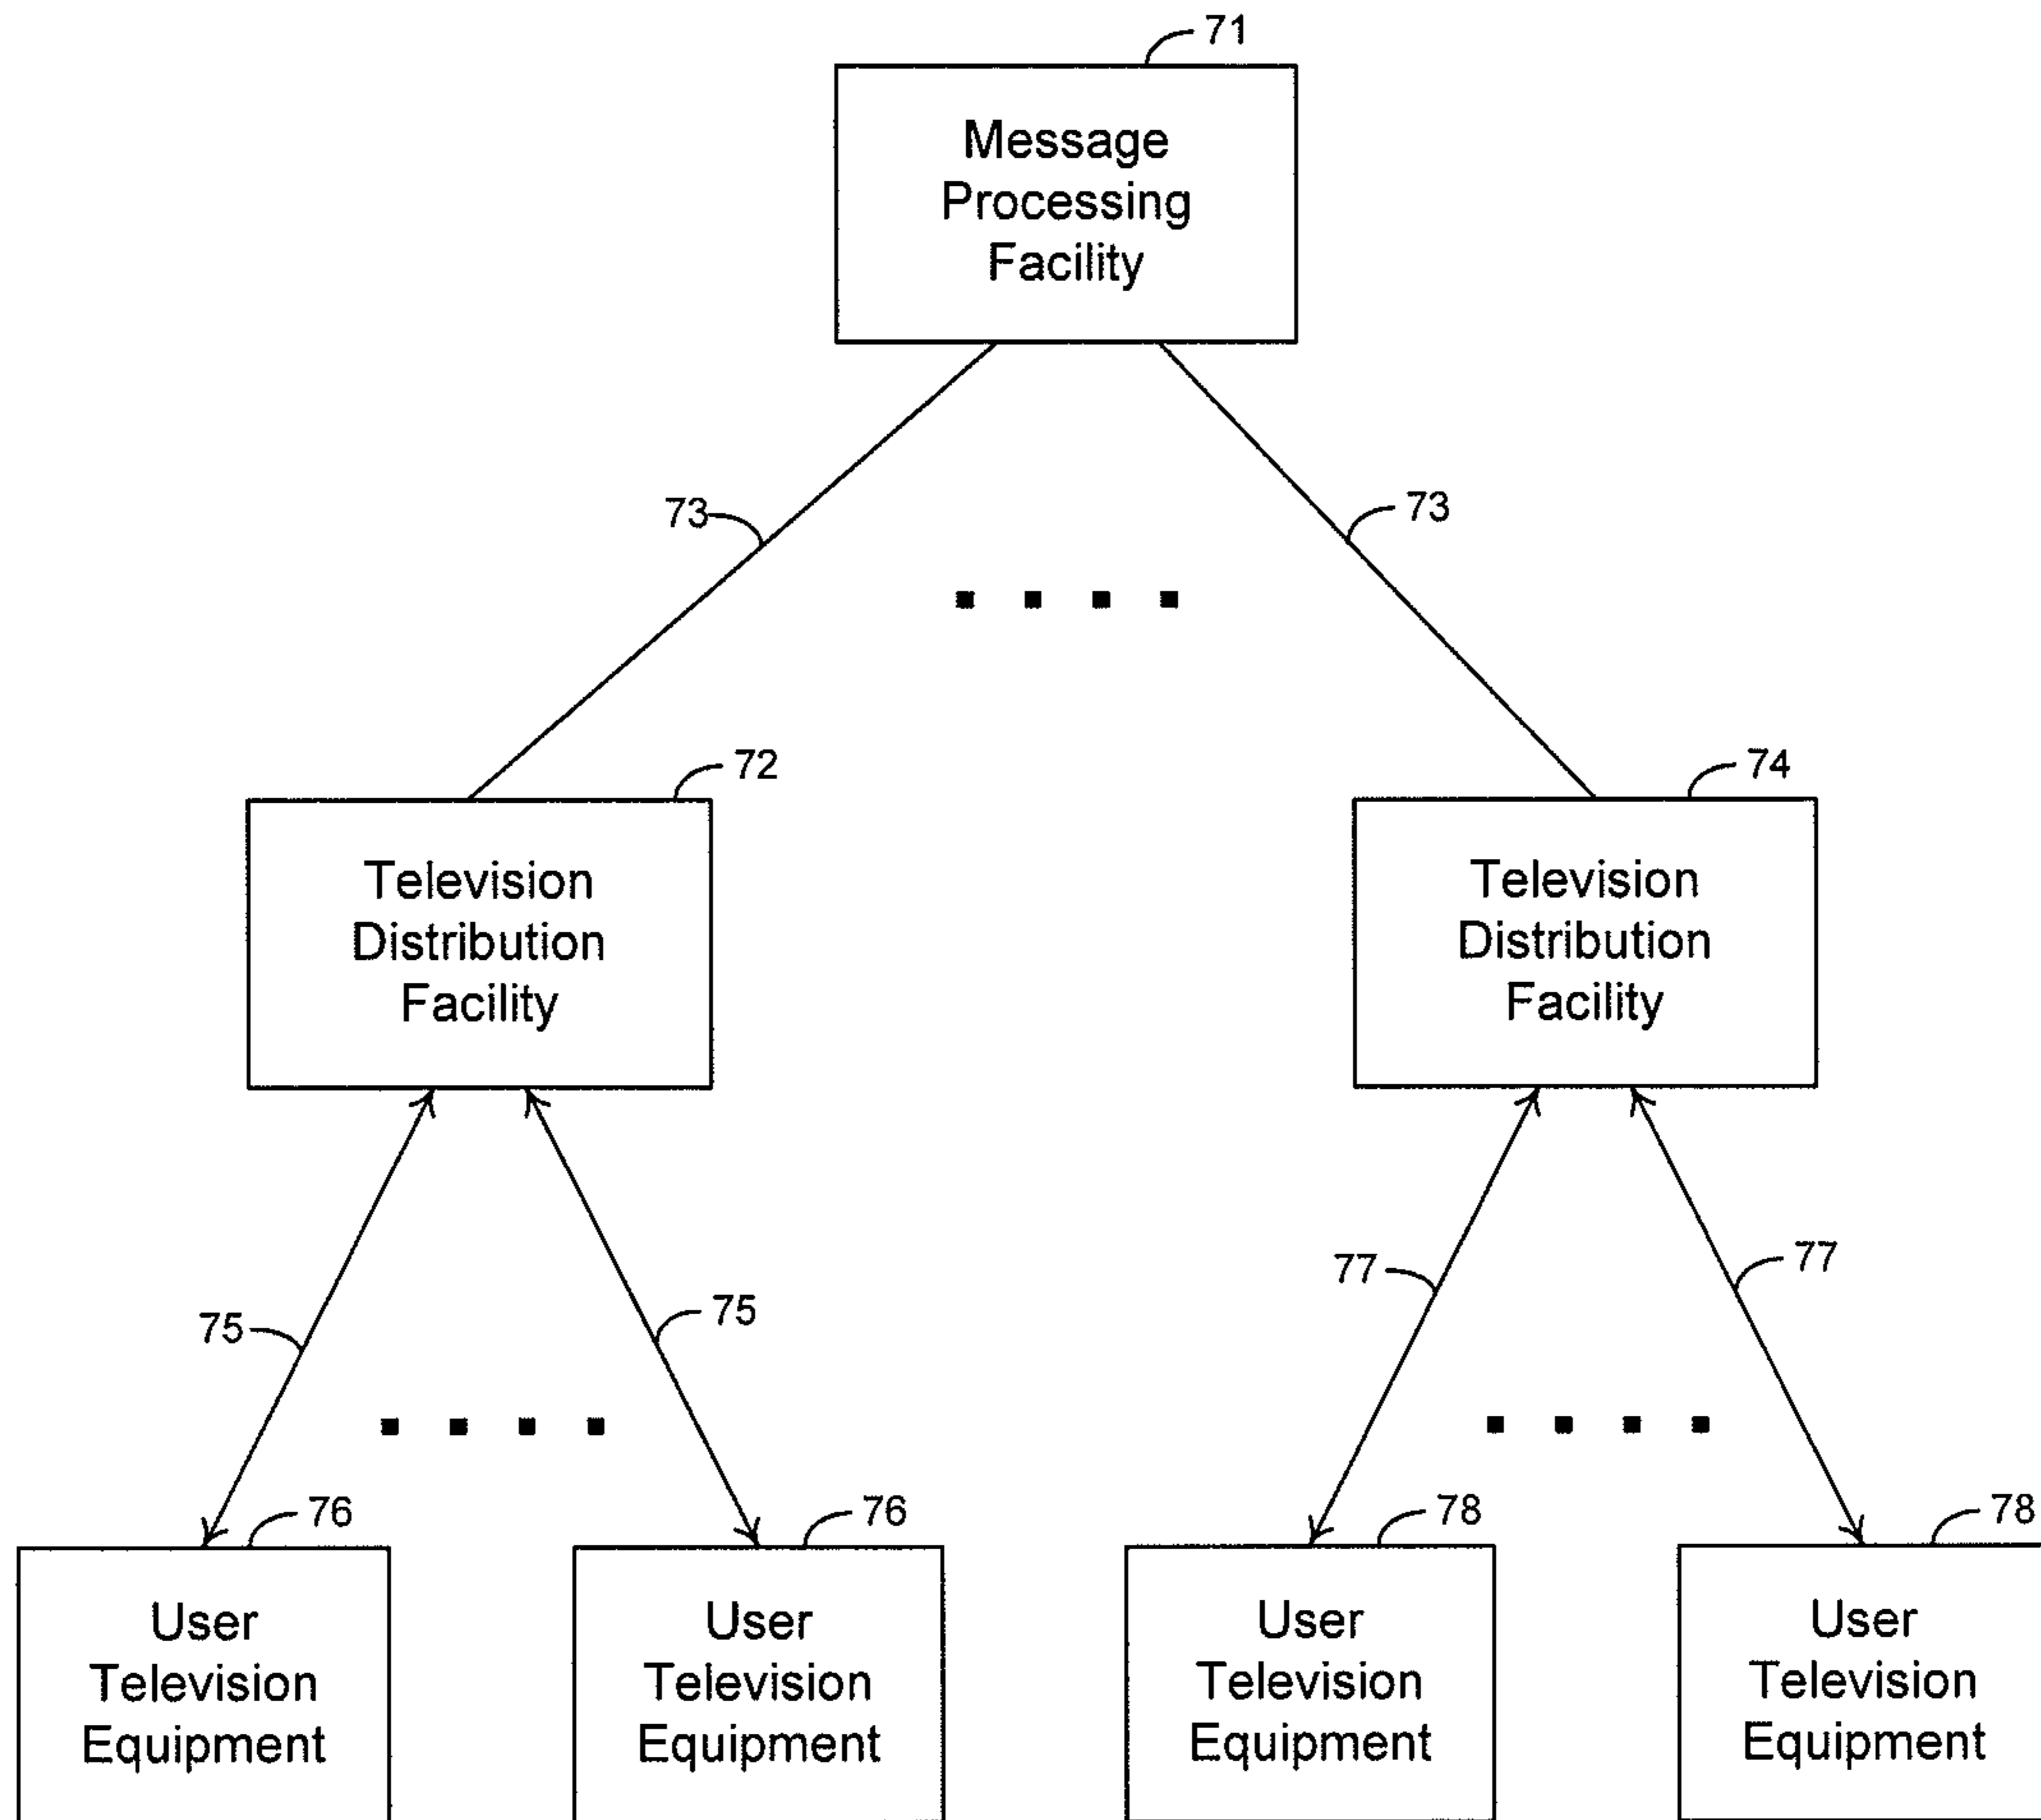 71
Message
Processing
Facility
73
73
72
74
Television
Distribution
Facility
Television
Distribution
Facility
75
75
77
77
76
76
78
78
User
Television
Equipment
User
Television
Equipment
User
Television
Equipment
User
Television
Equipment